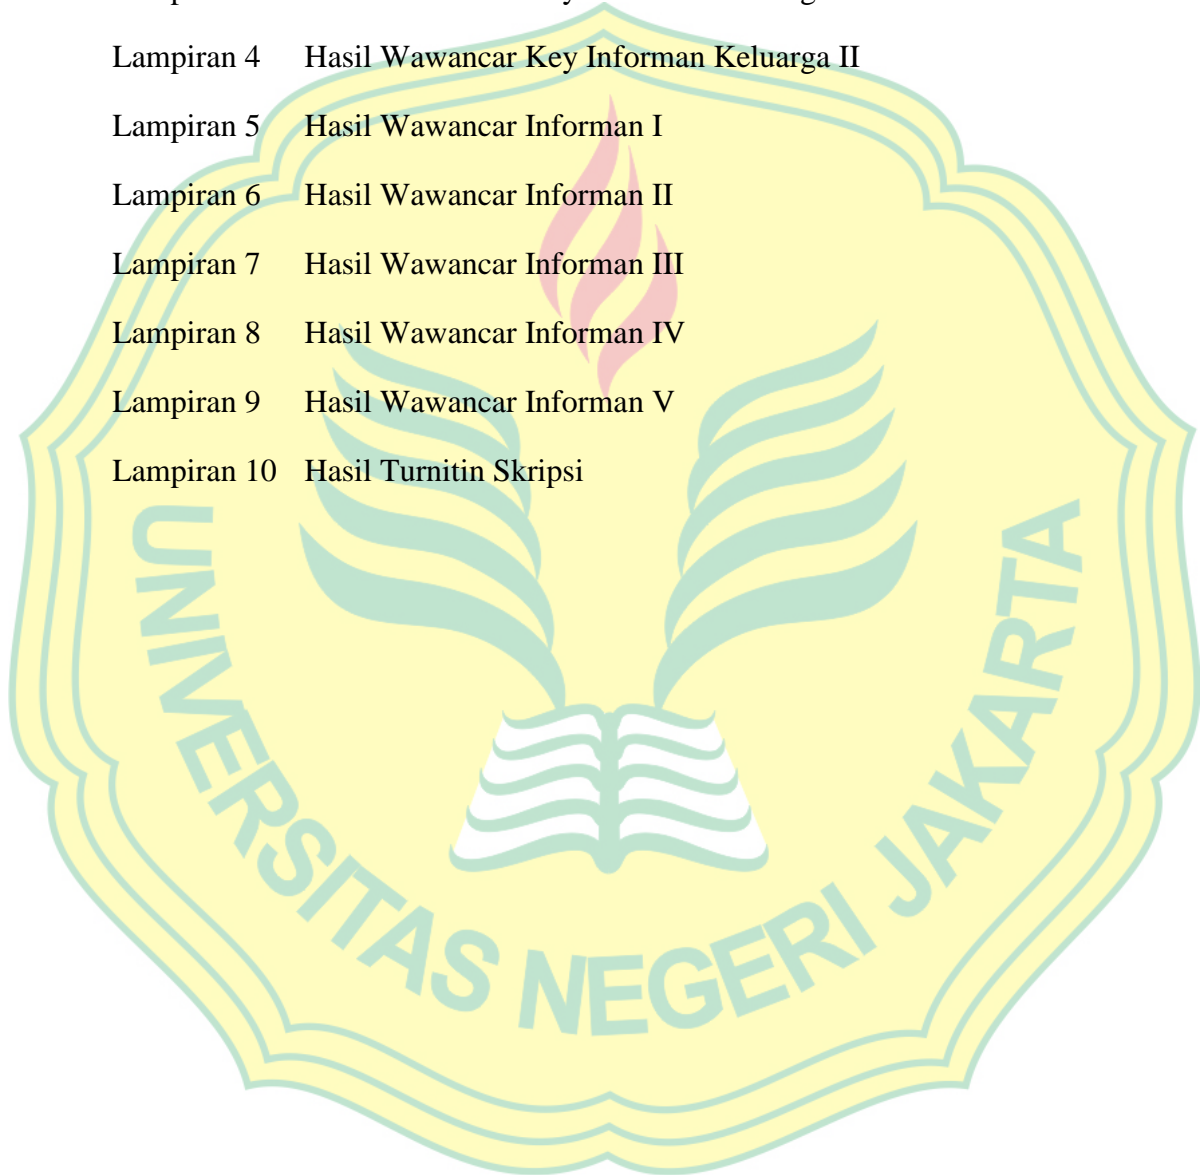 Lampiran 4 Hasil Wawancar Key Informan Keluarga II
Lampiran 5 Hasil Wawancar Informan I
Lampiran 6 Hasil Wawancar Informan II
Lampiran 7 Hasil Wawancar Informan III
Lampiran 8 Hasil Wawancar Informan IV
Lampiran 9 Hasil Wawancar Informan V
Lampiran 10 Hasil Turnitin Skripsi
UNIVERSITAS NEGERI JAKARTA